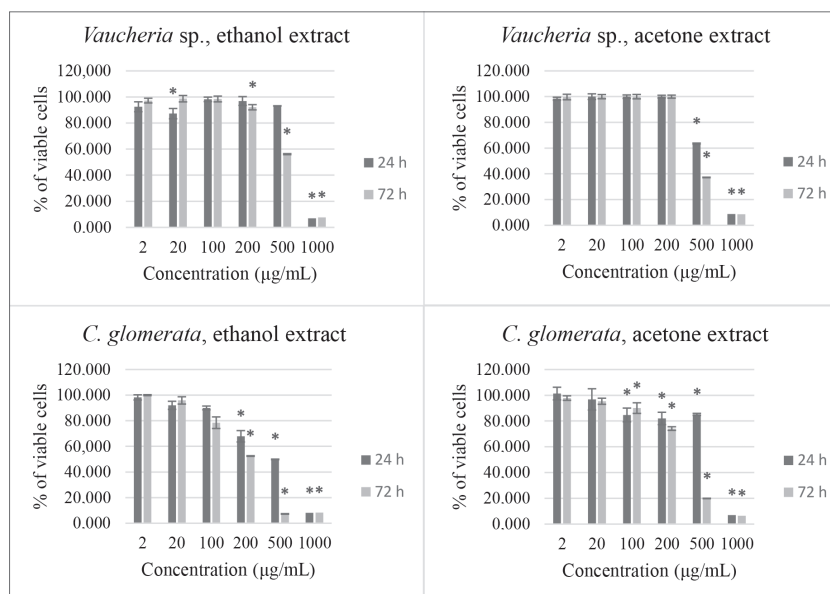 Vaucheria sp., ethanol extract
120,000
100.000
80.000
60.000
40.000
20.000
0.000
% of viable cells
* * * * **
2 20 100 200 500 1000
Concentration (µg/mL)
24 h
72 h
Vaucheria sp., acetone extract
120.000
100.000
80.000
60.000
40.000
20.000
0.000
% of viable cells
* * **
2 20 100 200 500 1000
Concentration (µg/mL)
24 h
72 h
C. glomerata, ethanol extract
120.000
100.000
80.000
60,000
40.000
20.000
0.000
% of viable cells
* * * * **
2 20 100 200 500 1000
Concentration (µg/mL)
24 h
72 h
C. glomerata, acetone extract
120.000
100.000
80.000
60.000
40.000
20.000
0.000
% of viable cells
* * * * * * **
2 20 100 200 500 1000
Concentration (µg/mL)
24 h
72 h